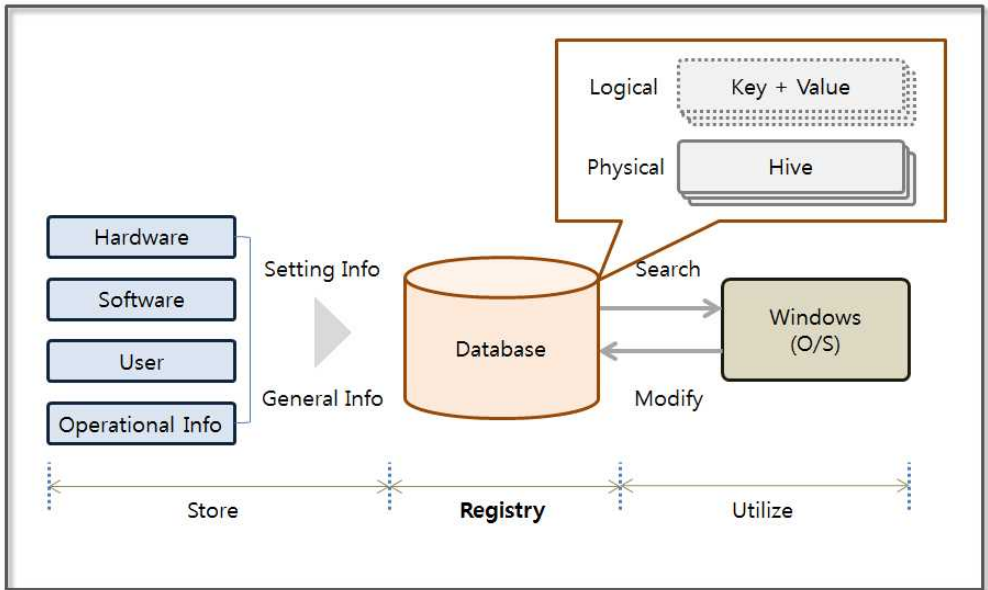 Logical
Key + Value
Physical
Hive
Hardware
Software
User
Operational Info
Setting Info
General Info
Database
Search
Modify
Windows
(O/S)
Store
Registry
Utilize